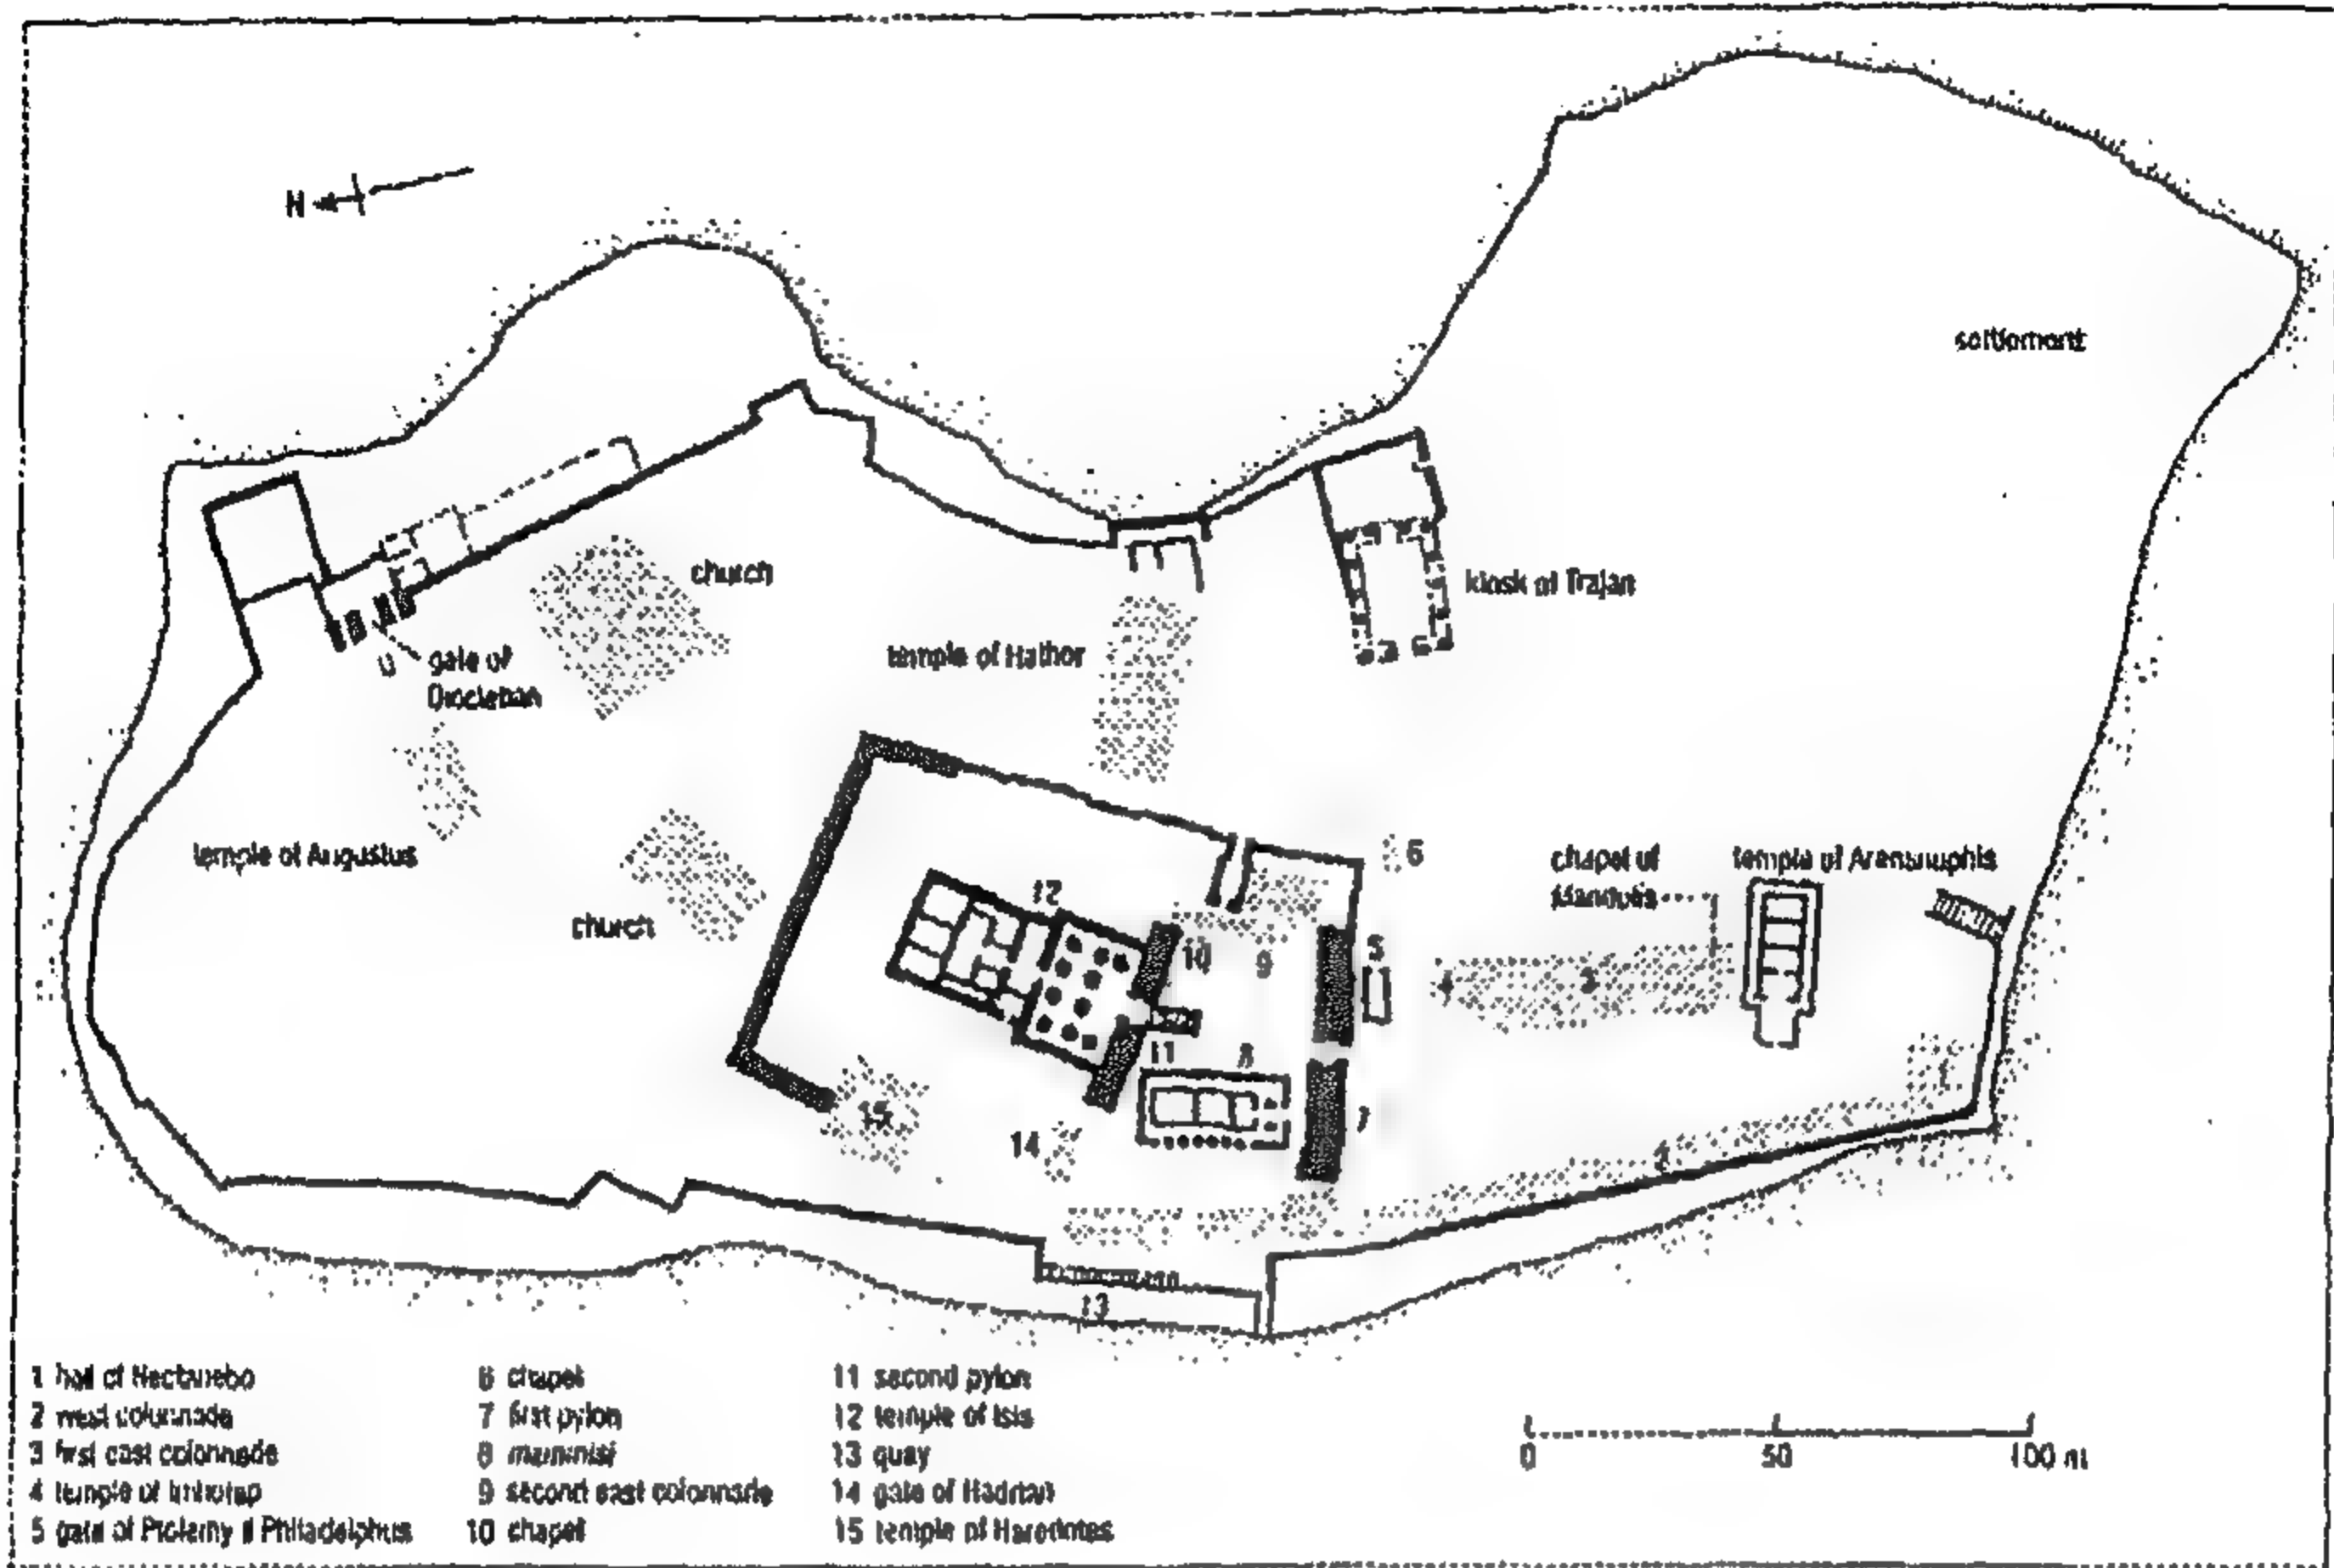 N
settlement
church
kiosk of Trajan
temple of Hathor
gate of
Diocletian
temple of Augustus
church
6
chapel of
Mandulis
temple of Arensnuphis
12
10
9
5
4
3
11
8
7
15
14
1
2
13
1 hall of Nectanebo
2 west colonnade
3 first east colonnade
4 temple of Imhotep
5 gate of Ptolemy II Philadelphus
6 chapel
7 first pylon
8 mammisi
9 second east colonnade
10 chapel
11 second pylon
12 temple of Isis
13 quay
14 gate of Hadrian
15 temple of Harendotes
0
50
100 m